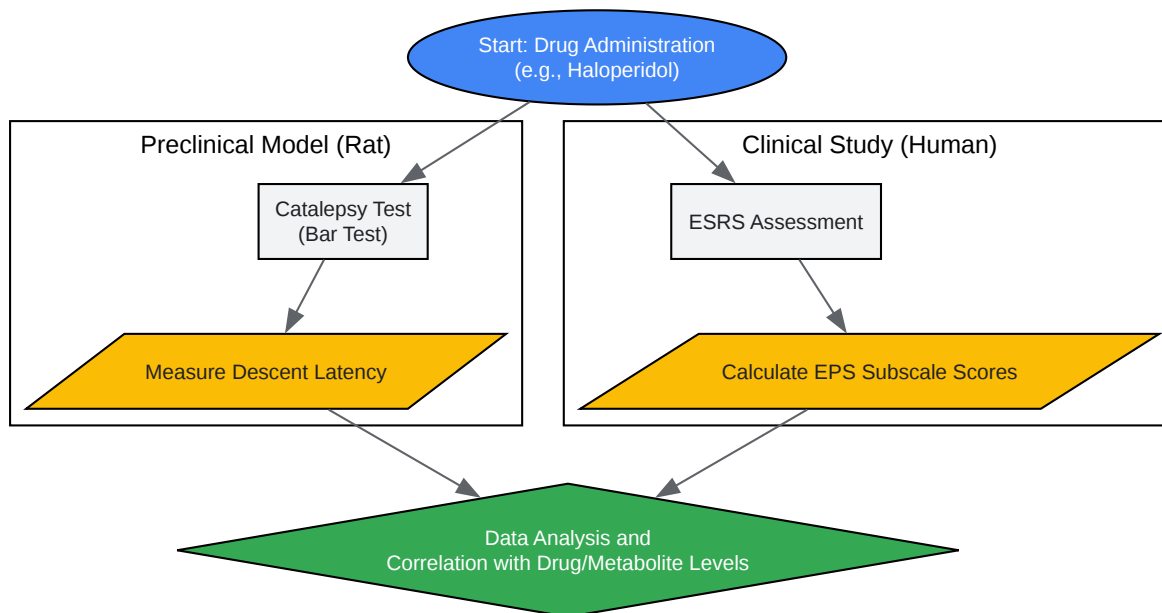 Start: Drug Administration
(e.g., Haloperidol)
Preclinical Model (Rat)
Clinical Study (Human)
Catalepsy Test
(Bar Test)
ESRS Assessment
Measure Descent Latency
Calculate EPS Subscale Scores
Data Analysis and
Correlation with Drug/Metabolite Levels